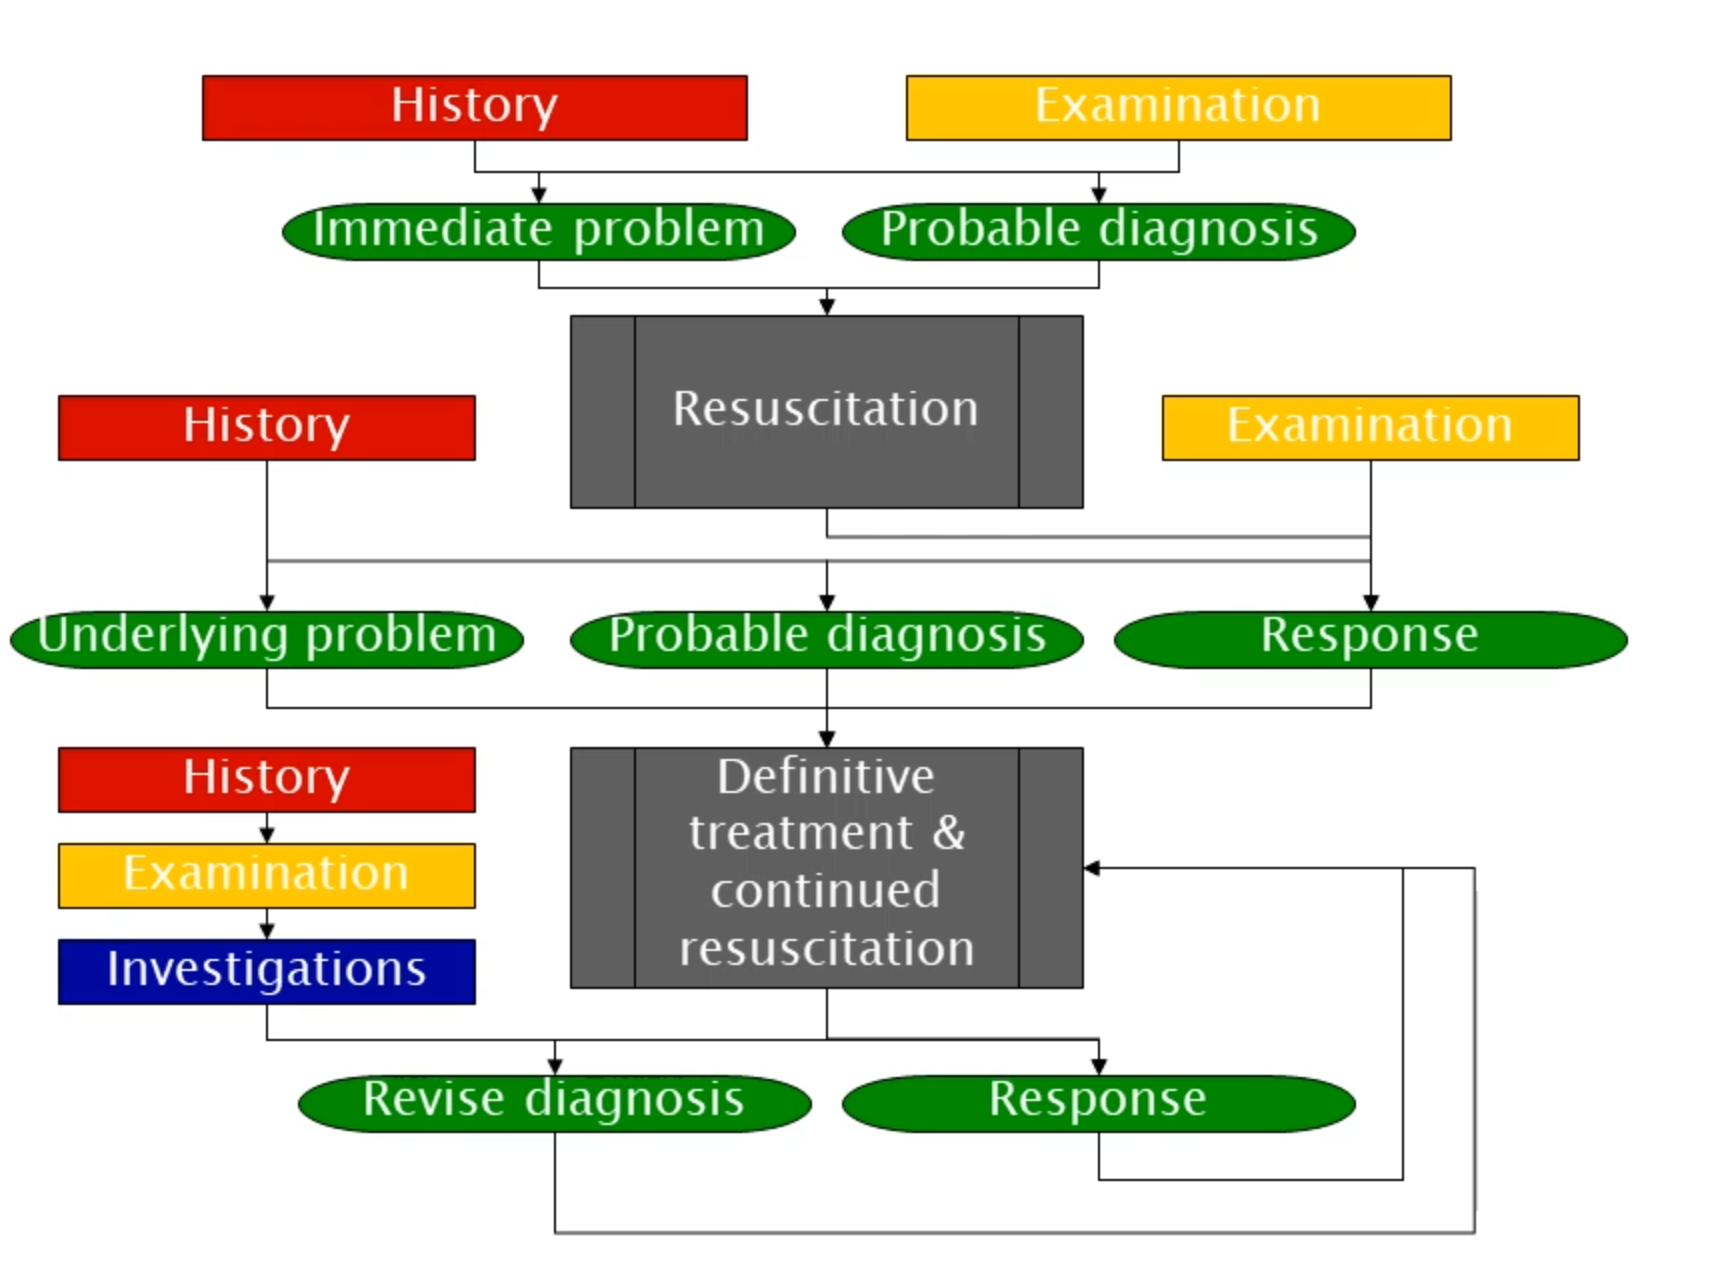 History
Examination
Immediate problem
Probable diagnosis
Resuscitation
History
Examination
Underlying problem
Probable diagnosis
Response
History
Definitive
treatment &
continued
resuscitation
Examination
Investigations
Revise diagnosis
Response